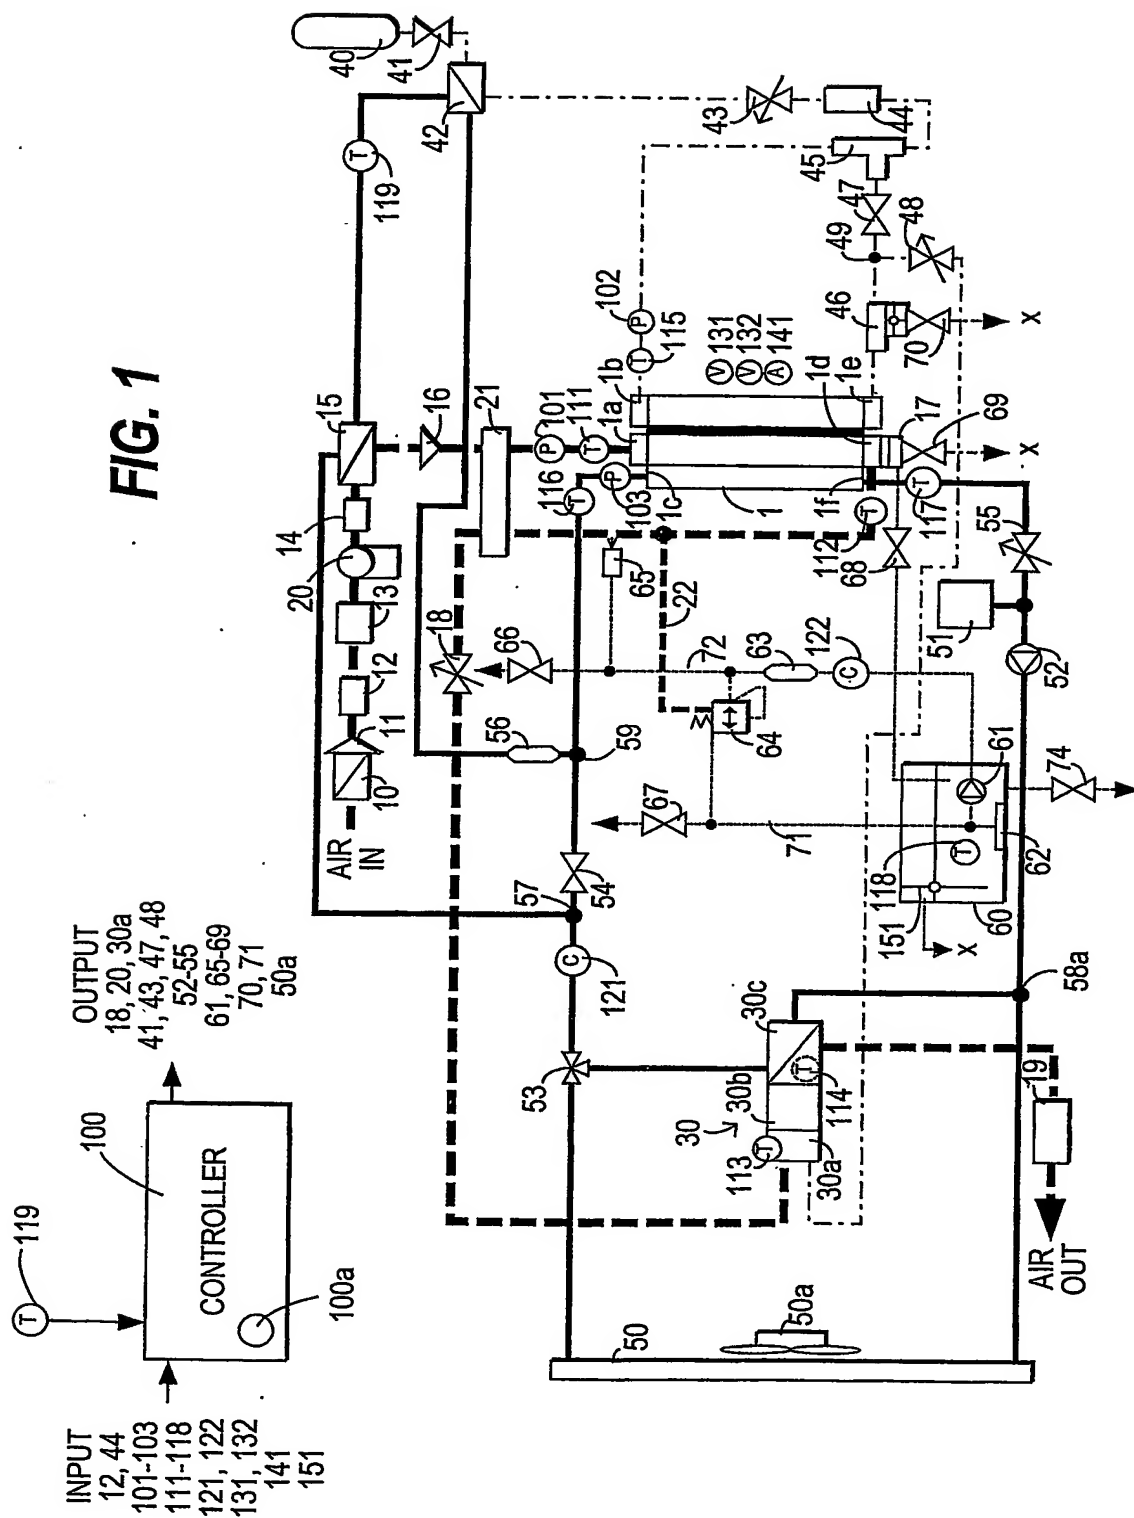 FIG. 1
INPUT
12, 44
101-103
111-118
121, 122
131, 132
141
151
T
119
100
CONTROLLER
100a
OUTPUT
18, 20, 30a
41, 43, 47, 48
52-55
61, 65-69
70, 71
50a
AIR
IN
10
11
12
13
20
14
15
16
T
119
40
41
42
43
44
45
47
49
48
46
70
X
21
P
101
T
111
1a
1b
T
115
P
102
V
131
V
132
A
141
1d
1e
17
69
X
T
116
P
103
1c
1
1f
T
112
T
117
68
55
51
52
18
66
65
22
72
63
122
C
64
56
59
67
71
54
57
C
121
53
61
74
62
118
T
151
X
60
58a
30c
30b
30
T
113
30a
T
114
19
AIR
OUT
50
50a